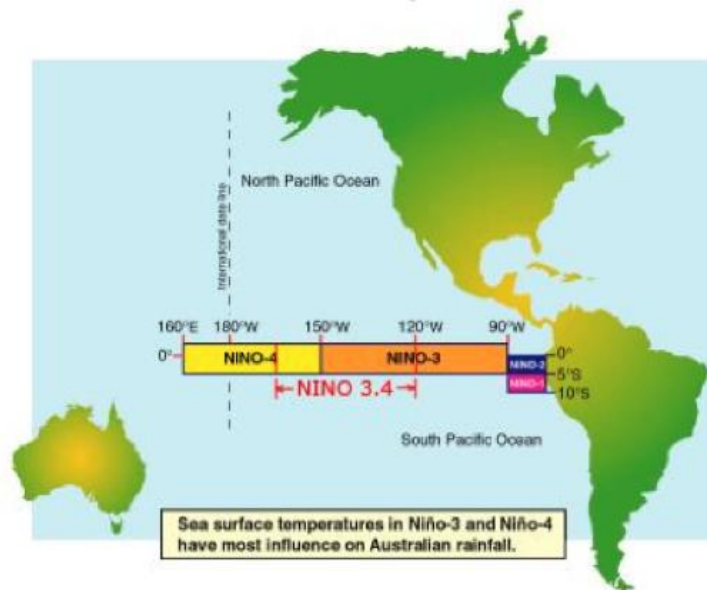 North Pacific Ocean
International date line
160°E 180°W 150°W 120°W 90°W
0° NINO-4 NINO-3 NINO-2 0°
5°S
NINO-1
10°S
NINO 3.4
South Pacific Ocean
Sea surface temperatures in Niño-3 and Niño-4
have most influence on Australian rainfall.